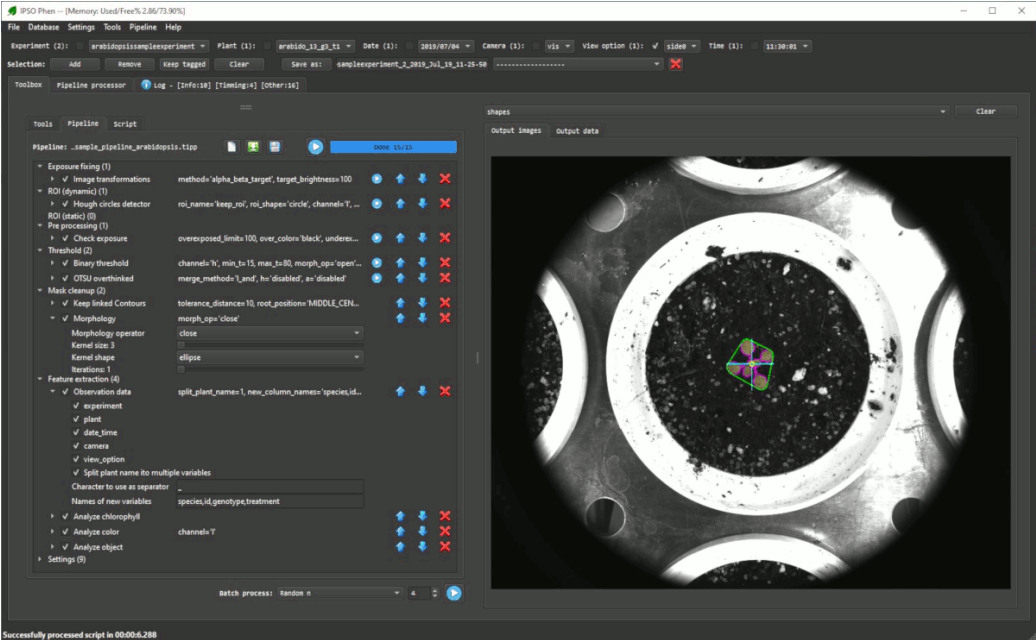 IPSO Phen -- [Memory: Used/Free% 2.86/73.90%]
File Database Settings Tools Pipeline Help
Experiment (2): arabidopsissampleexperiment Plant (1): arabido_13_g3_t1 Date (1): 2019/07/04 Camera (1): vis View option (1): side0 Time (1): 11:30:01
Selection: Add Remove Keep tagged Clear Save as: sampleexperiment_2_2019_Jul_19_11-25-50 ------------------
Toolbox Pipeline processor Log - [Info:10] [Timming:4] [Other:16]
shapes Clear
Tools Pipeline Script
Output images Output data
Pipeline: _sample_pipeline_arabidopsis.tipp Done 15/15
Exposure fixing (1)
Image transformations method='alpha_beta_target', target_brightness=100
ROI (dynamic) (1)
Hough circles detector roi_name='keep_roi', roi_shape='circle', channel='l', ...
ROI (static) (0)
Pre processing (1)
Check exposure overexposed_limit=100, over_color='black', underex...
Threshold (2)
Binary threshold channel='h', min_t=15, max_t=80, morph_op='open'...
OTSU overthinked merge_method='l_and', h='disabled', a='disabled'
Mask cleanup (2)
Keep linked Contours tolerance_distance=10, root_position='MIDDLE_CEN...
Morphology morph_op='close'
Morphology operator close
Kernel size: 3
Kernel shape ellipse
Iterations: 1
Feature extraction (4)
Observation data split_plant_name=1, new_column_names='species,id...
experiment
plant
date_time
camera
view_option
Split plant name ito multiple variables
Character to use as separator _
Names of new variables species,id,genotype,treatment
Analyze chlorophyll
Analyze color channel='l'
Analyze object
Settings (9)
Batch process: Random n 4
Successfully processed script in 00:00:6.288